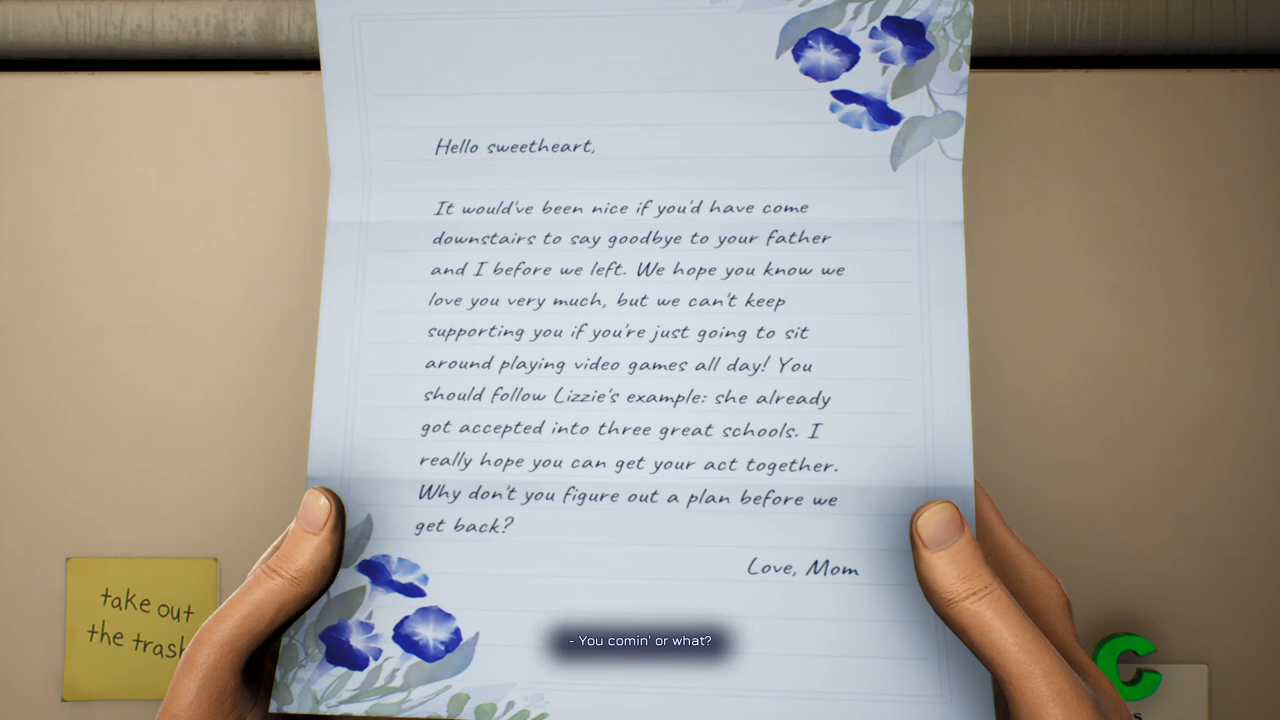 Hello sweetheart,
It would've been nice if you'd have come
downstairs to say goodbye to your father
and I before we left. We hope you know we
love you very much, but we can't keep
supporting you if you're just going to sit
around playing video games all day! You
should follow Lizzie's example: she already
got accepted into three great schools. I
really hope you can get your act together.
Why don't you figure out a plan before we
get back?
Love, Mom
take out
the trash
- You comin' or what?
C
s